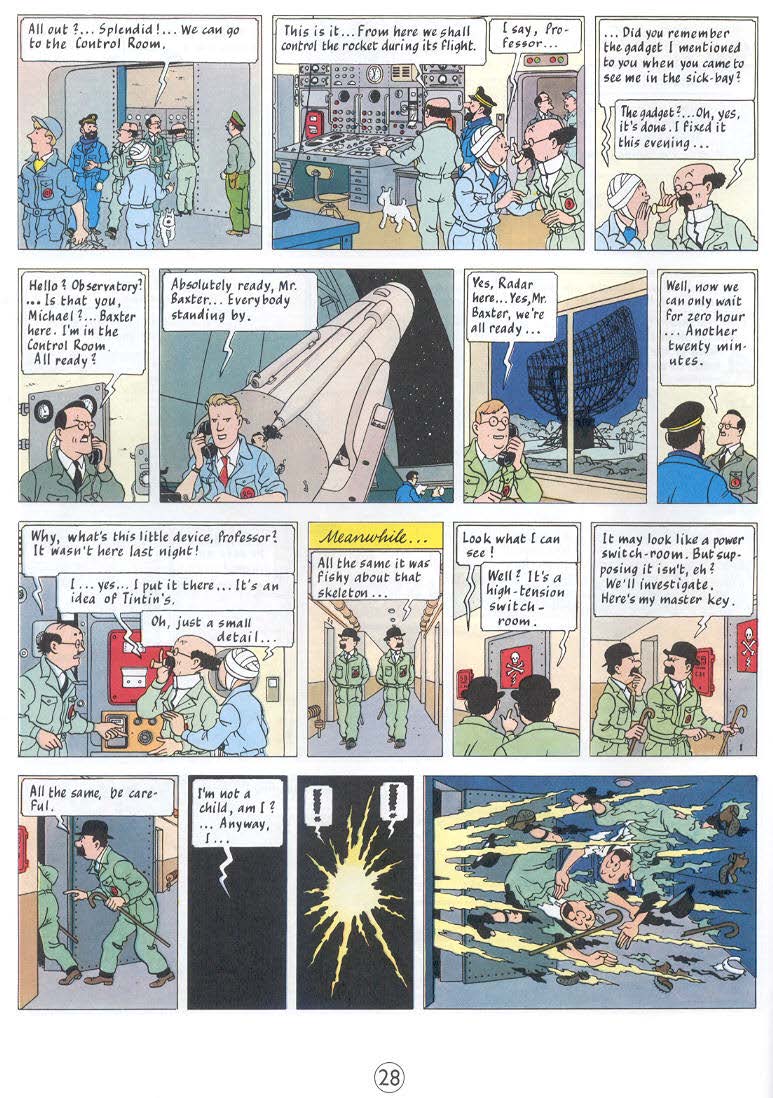 All out?... Splendid!... We can go
to the Control Room.
This is it... From here we shall
control the rocket during its flight.
I say, Pro-
fessor...
... Did you remember
the gadget I mentioned
to you when you came to
see me in the sick-bay?
The gadget?... Oh, yes,
it's done. I fixed it
this evening...
Hello? Observatory?
... Is that you,
Michael?... Baxter
here. I'm in the
Control Room.
All ready?
Absolutely ready, Mr.
Baxter... Everybody
standing by.
Yes, Radar
here... Yes, Mr.
Baxter, we're
all ready...
Well, now we
can only wait
for zero hour
... Another
twenty min-
utes.
Why, what's this little device, Professor?
It wasn't here last night!
I... yes... I put it there... It's an
idea of Tintin's.
Oh, just a small
detail...
Meanwhile...
All the same it was
fishy about that
skeleton...
Look what I can
see!
Well? It's a
high-tension
switch-
room.
It may look like a power
switch-room. But sup-
posing it isn't, eh?
We'll investigate.
Here's my master key.
All the same, be care-
ful.
I'm not a
child, am I?
... Anyway,
I...
!
!
28